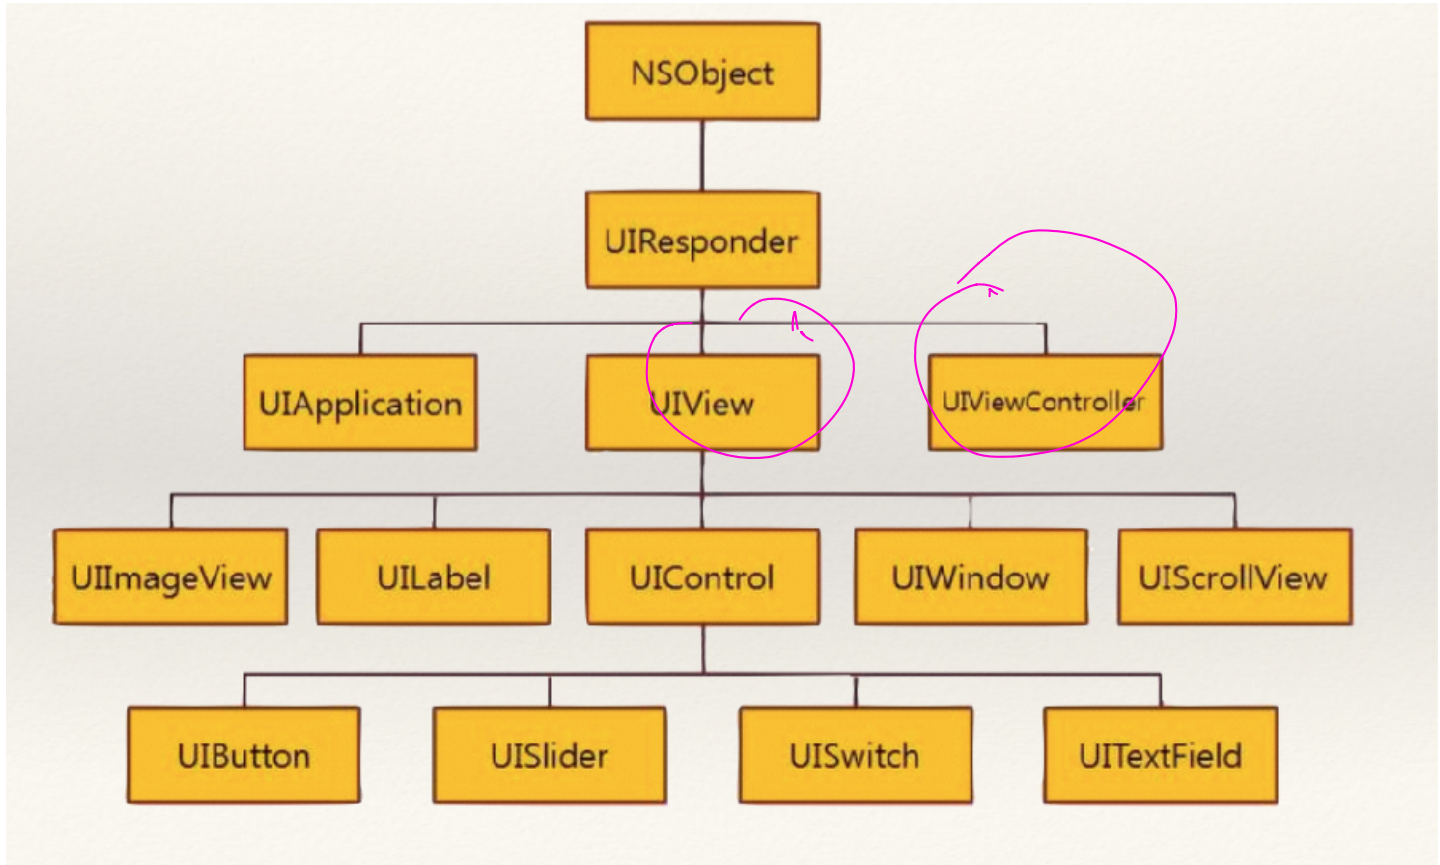 NSObject
UIResponder
UIApplication
UIView
UIViewController
UIImageView
UILabel
UIControl
UIWindow
UIScrollView
UIButton
UISlider
UISwitch
UITextField